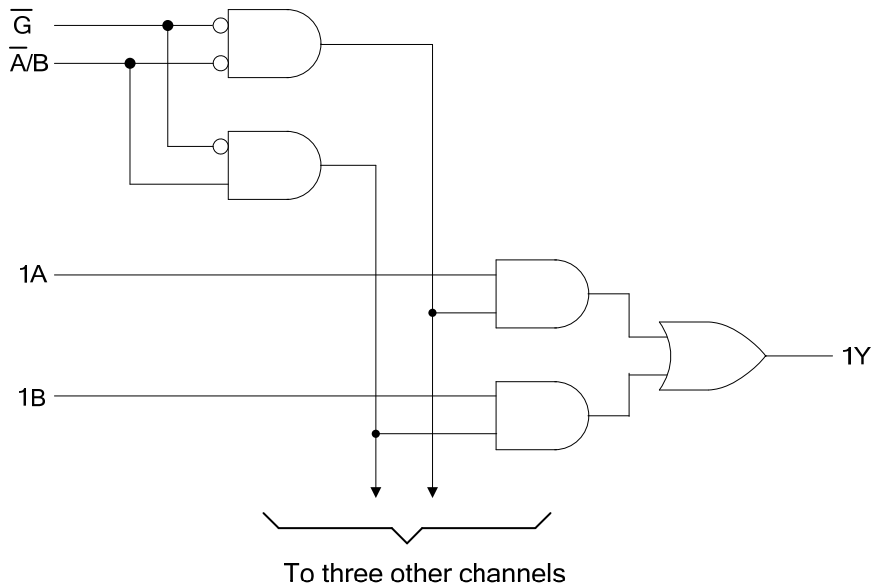 G̅
A̅/B
1A
1B
1Y
To three other channels